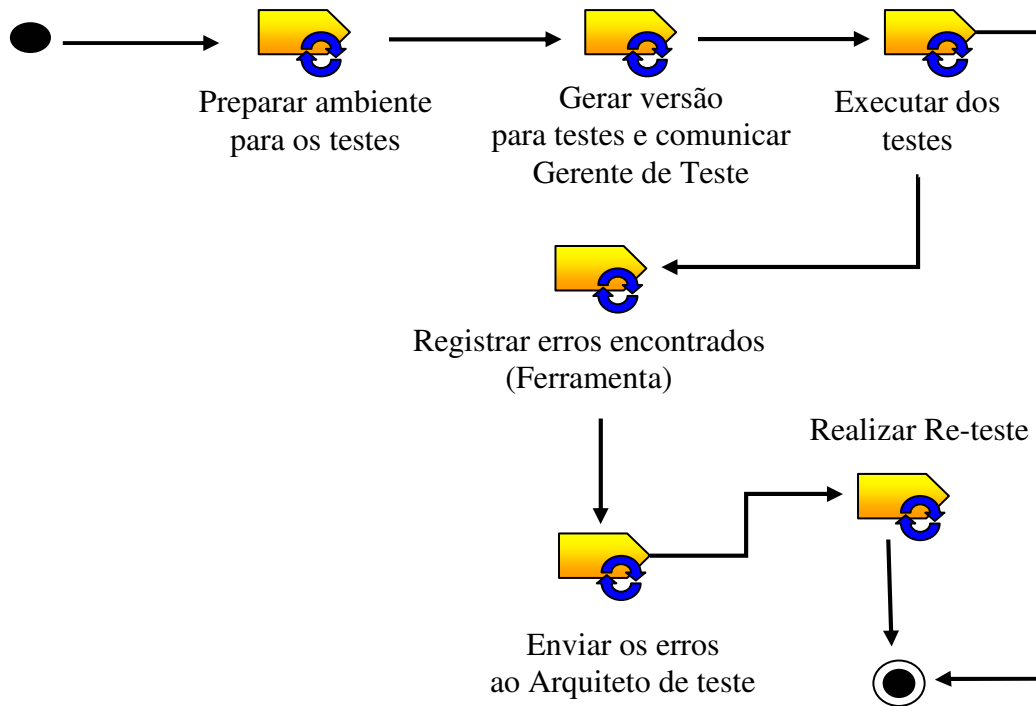 Preparar ambiente
para os testes
Gerar versão
para testes e comunicar
Gerente de Teste
Executar dos
testes
Registrar erros encontrados
(Ferramenta)
Realizar Re-teste
Enviar os erros
ao Arquiteto de teste